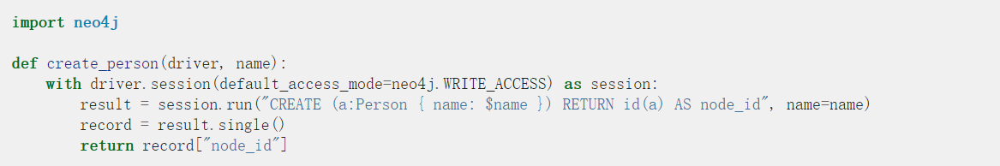 import neo4j
def create_person(driver, name):
    with driver.session(default_access_mode=neo4j.WRITE_ACCESS) as session:
        result = session.run("CREATE (a:Person { name: $name }) RETURN id(a) AS node_id", name=name)
        record = result.single()
        return record["node_id"]